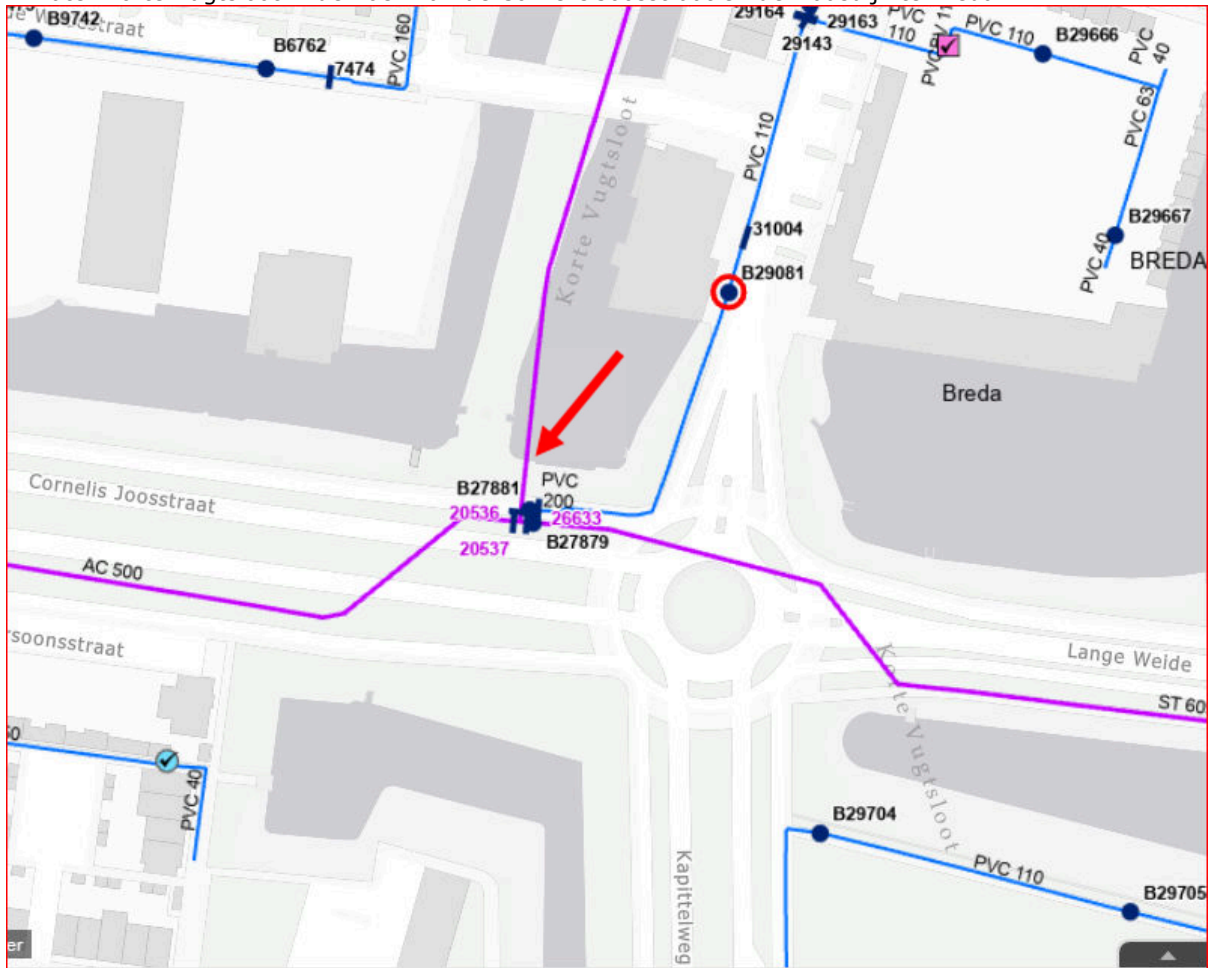 B9742
29164
29163
PVC
110
PVC 110
B29666
PVC
40
29143
B6762
7474
PVC 160
PVC 110
PVC 63
Korte Vugtsloot
31004
B29667
PVC 40
BREDA
B29081
Breda
Cornelis Joosstraat
B27881
PVC
200
20536
26633
20537
B27879
AC 500
soonsstraat
Lange Weide
Korte Vugtsloot
ST 60
PVC 40
B29704
PVC 110
B29705
Kapittelweg
er